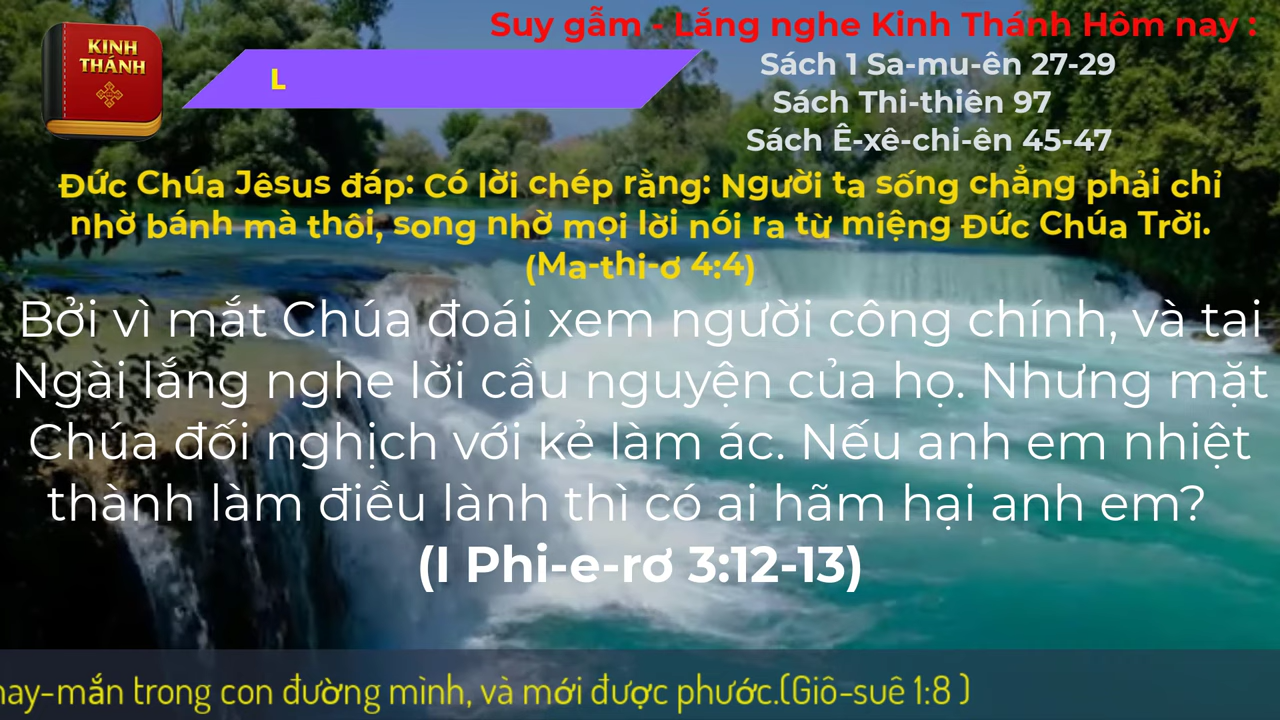 Suy gẫm - Lắng nghe Kinh Thánh Hôm nay :
KINH
THÁNH
L
Sách 1 Sa-mu-ên 27-29
Sách Thi-thiên 97
Sách Ê-xê-chi-ên 45-47
Đức Chúa Jêsus đáp: Có lời chép rằng: Người ta sống chẳng phải chỉ
nhờ bánh mà thôi, song nhờ mọi lời nói ra từ miệng Đức Chúa Trời.
(Ma-thi-ơ 4:4)
Bởi vì mắt Chúa đoái xem người công chính, và tai
Ngài lắng nghe lời cầu nguyện của họ. Nhưng mặt
Chúa đối nghịch với kẻ làm ác. Nếu anh em nhiệt
thành làm điều lành thì có ai hãm hại anh em?
(I Phi-e-rơ 3:12-13)
ay-mắn trong con đường mình, và mới được phước.(Giô-suê 1:8 )